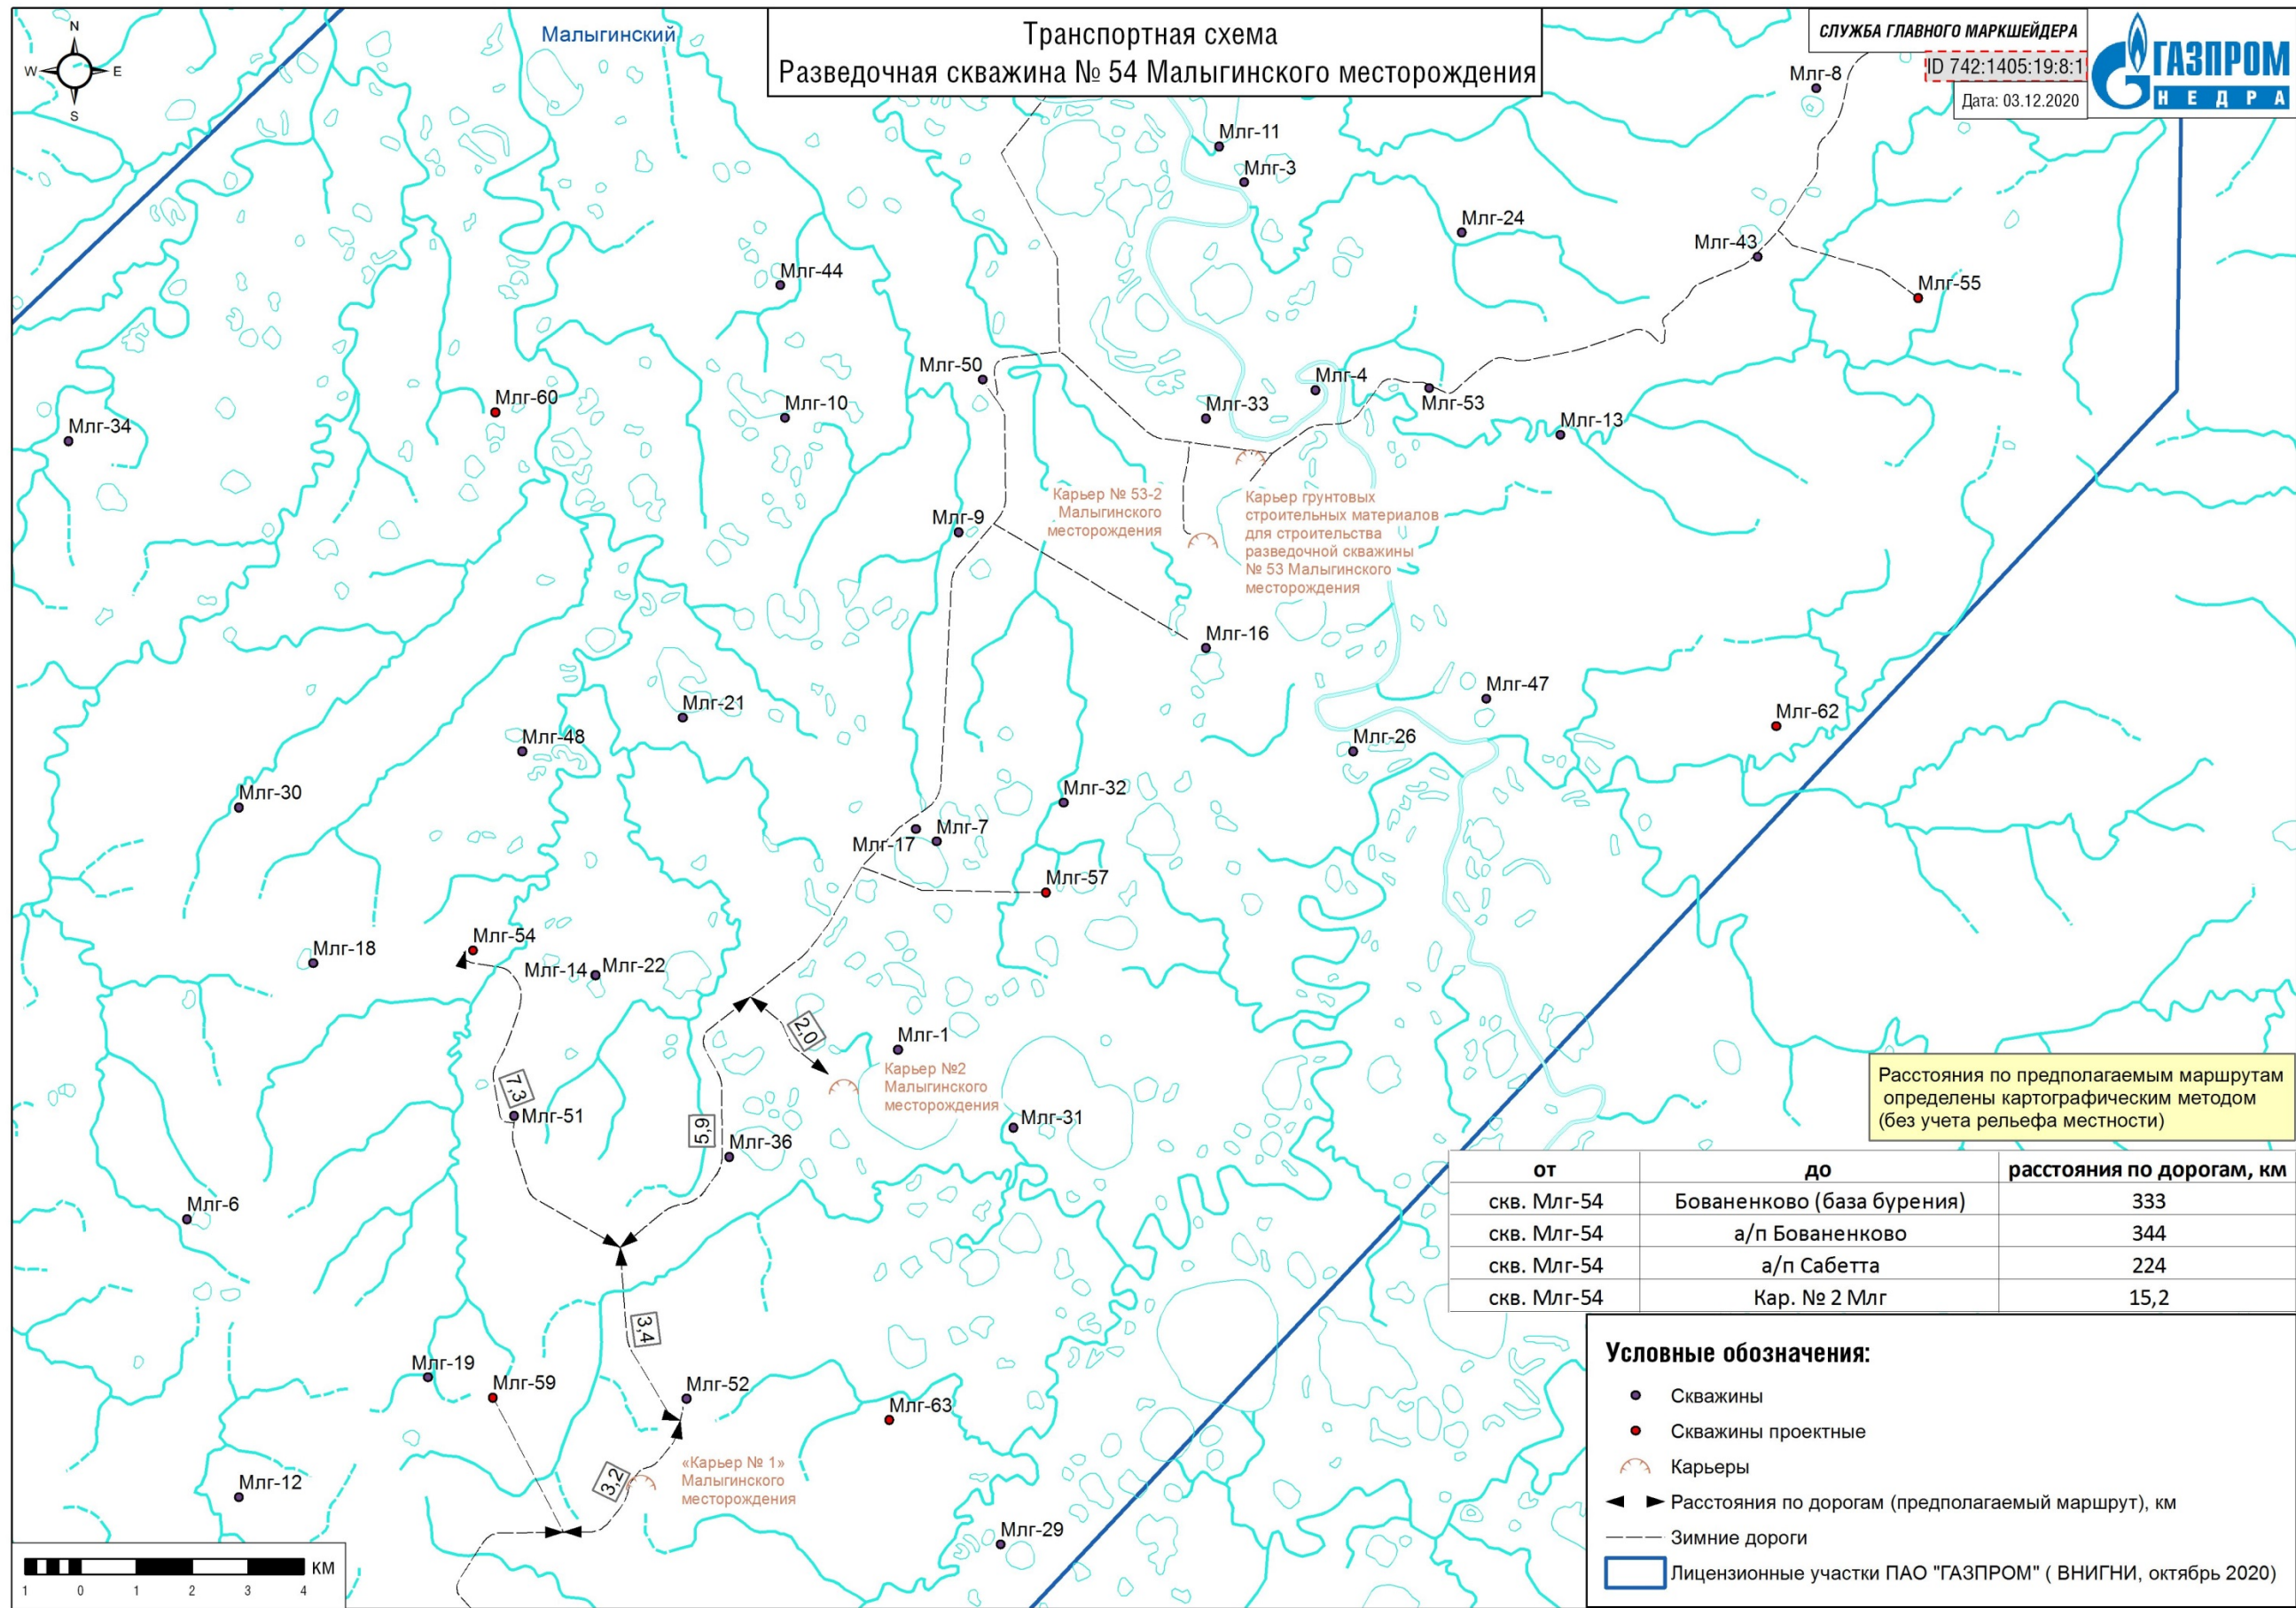 N
W
E
S
Малыгинский
Транспортная схема
Разведочная скважина № 54 Малыгинского месторождения
СЛУЖБА ГЛАВНОГО МАРКШЕЙДЕРА
ID 742:1405:19:8:1
Дата: 03.12.2020
ГАЗПРОМ
НЕДРА
Млг-8
Млг-11
Млг-3
Млг-24
Млг-43
Млг-44
Млг-55
Млг-50
Млг-4
Млг-60
Млг-10
Млг-33
Млг-53
Млг-34
Млг-13
Карьер № 53-2
Малыгинского
месторождения
Карьер грунтовых
строительных материалов
для строительства
разведочной скважины
№ 53 Малыгинского
месторождения
Млг-9
Млг-16
Млг-47
Млг-21
Млг-62
Млг-48
Млг-26
Млг-30
Млг-32
Млг-7
Млг-17
Млг-57
Млг-54
Млг-18
Млг-14
Млг-22
2,0
Млг-1
Карьер №2
Малыгинского
месторождения
7,3
Млг-51
5,9
Млг-36
Млг-31
Млг-6
3,4
Млг-19
Млг-59
Млг-52
Млг-63
«Карьер № 1»
Малыгинского
месторождения
3,2
Млг-12
Млг-29
Расстояния по предполагаемым маршрутам
определены картографическим методом
(без учета рельефа местности)
от до расстояния по дорогам, км
скв. Млг-54 Бованенково (база бурения) 333
скв. Млг-54 а/п Бованенково 344
скв. Млг-54 а/п Сабетта 224
скв. Млг-54 Кар. № 2 Млг 15,2
Условные обозначения:
Скважины
Скважины проектные
Карьеры
Расстояния по дорогам (предполагаемый маршрут), км
Зимние дороги
Лицензионные участки ПАО "ГАЗПРОМ" ( ВНИГНИ, октябрь 2020)
КМ
1 0 1 2 3 4